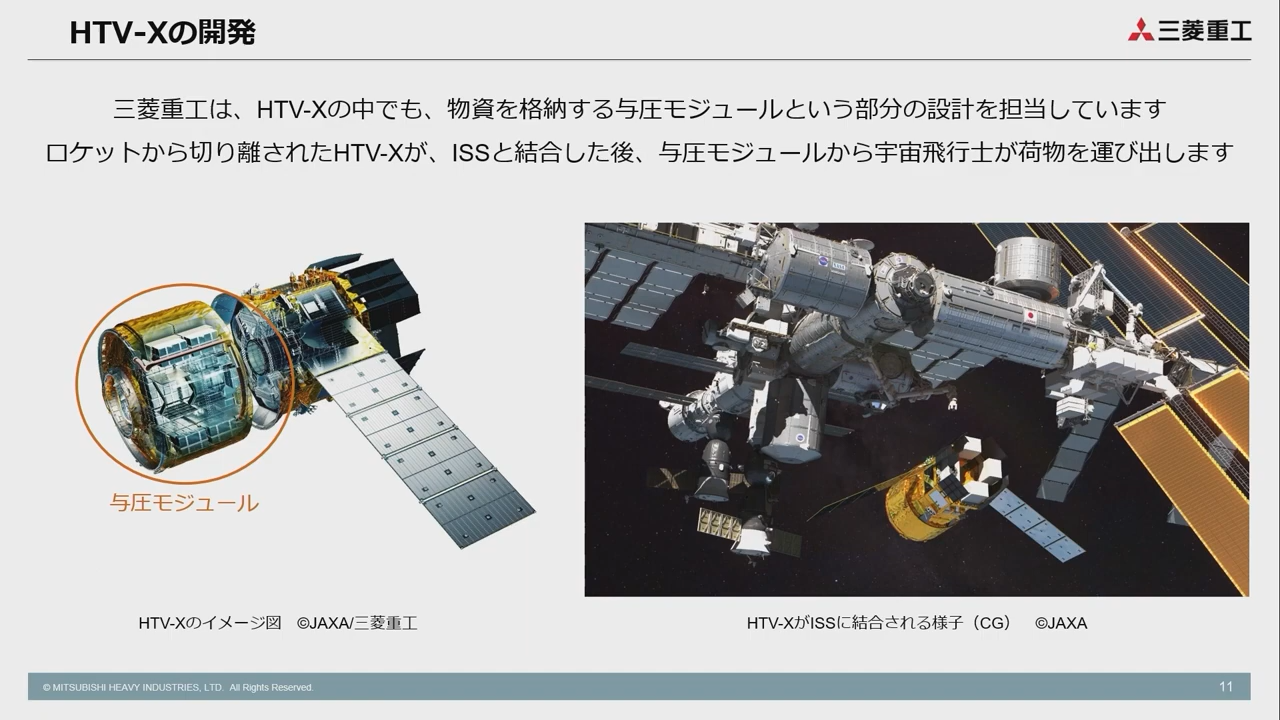 HTV-Xの開発
三菱重工
三菱重工は、HTV-Xの中でも、物資を格納する与圧モジュールという部分の設計を担当しています
ロケットから切り離されたHTV-Xが、ISSと結合した後、与圧モジュールから宇宙飛行士が荷物を運び出します
与圧モジュール
HTV-Xのイメージ図　©JAXA/三菱重工
HTV-XがISSに結合される様子（CG）　©JAXA
© MITSUBISHI HEAVY INDUSTRIES, LTD. All Rights Reserved.
11